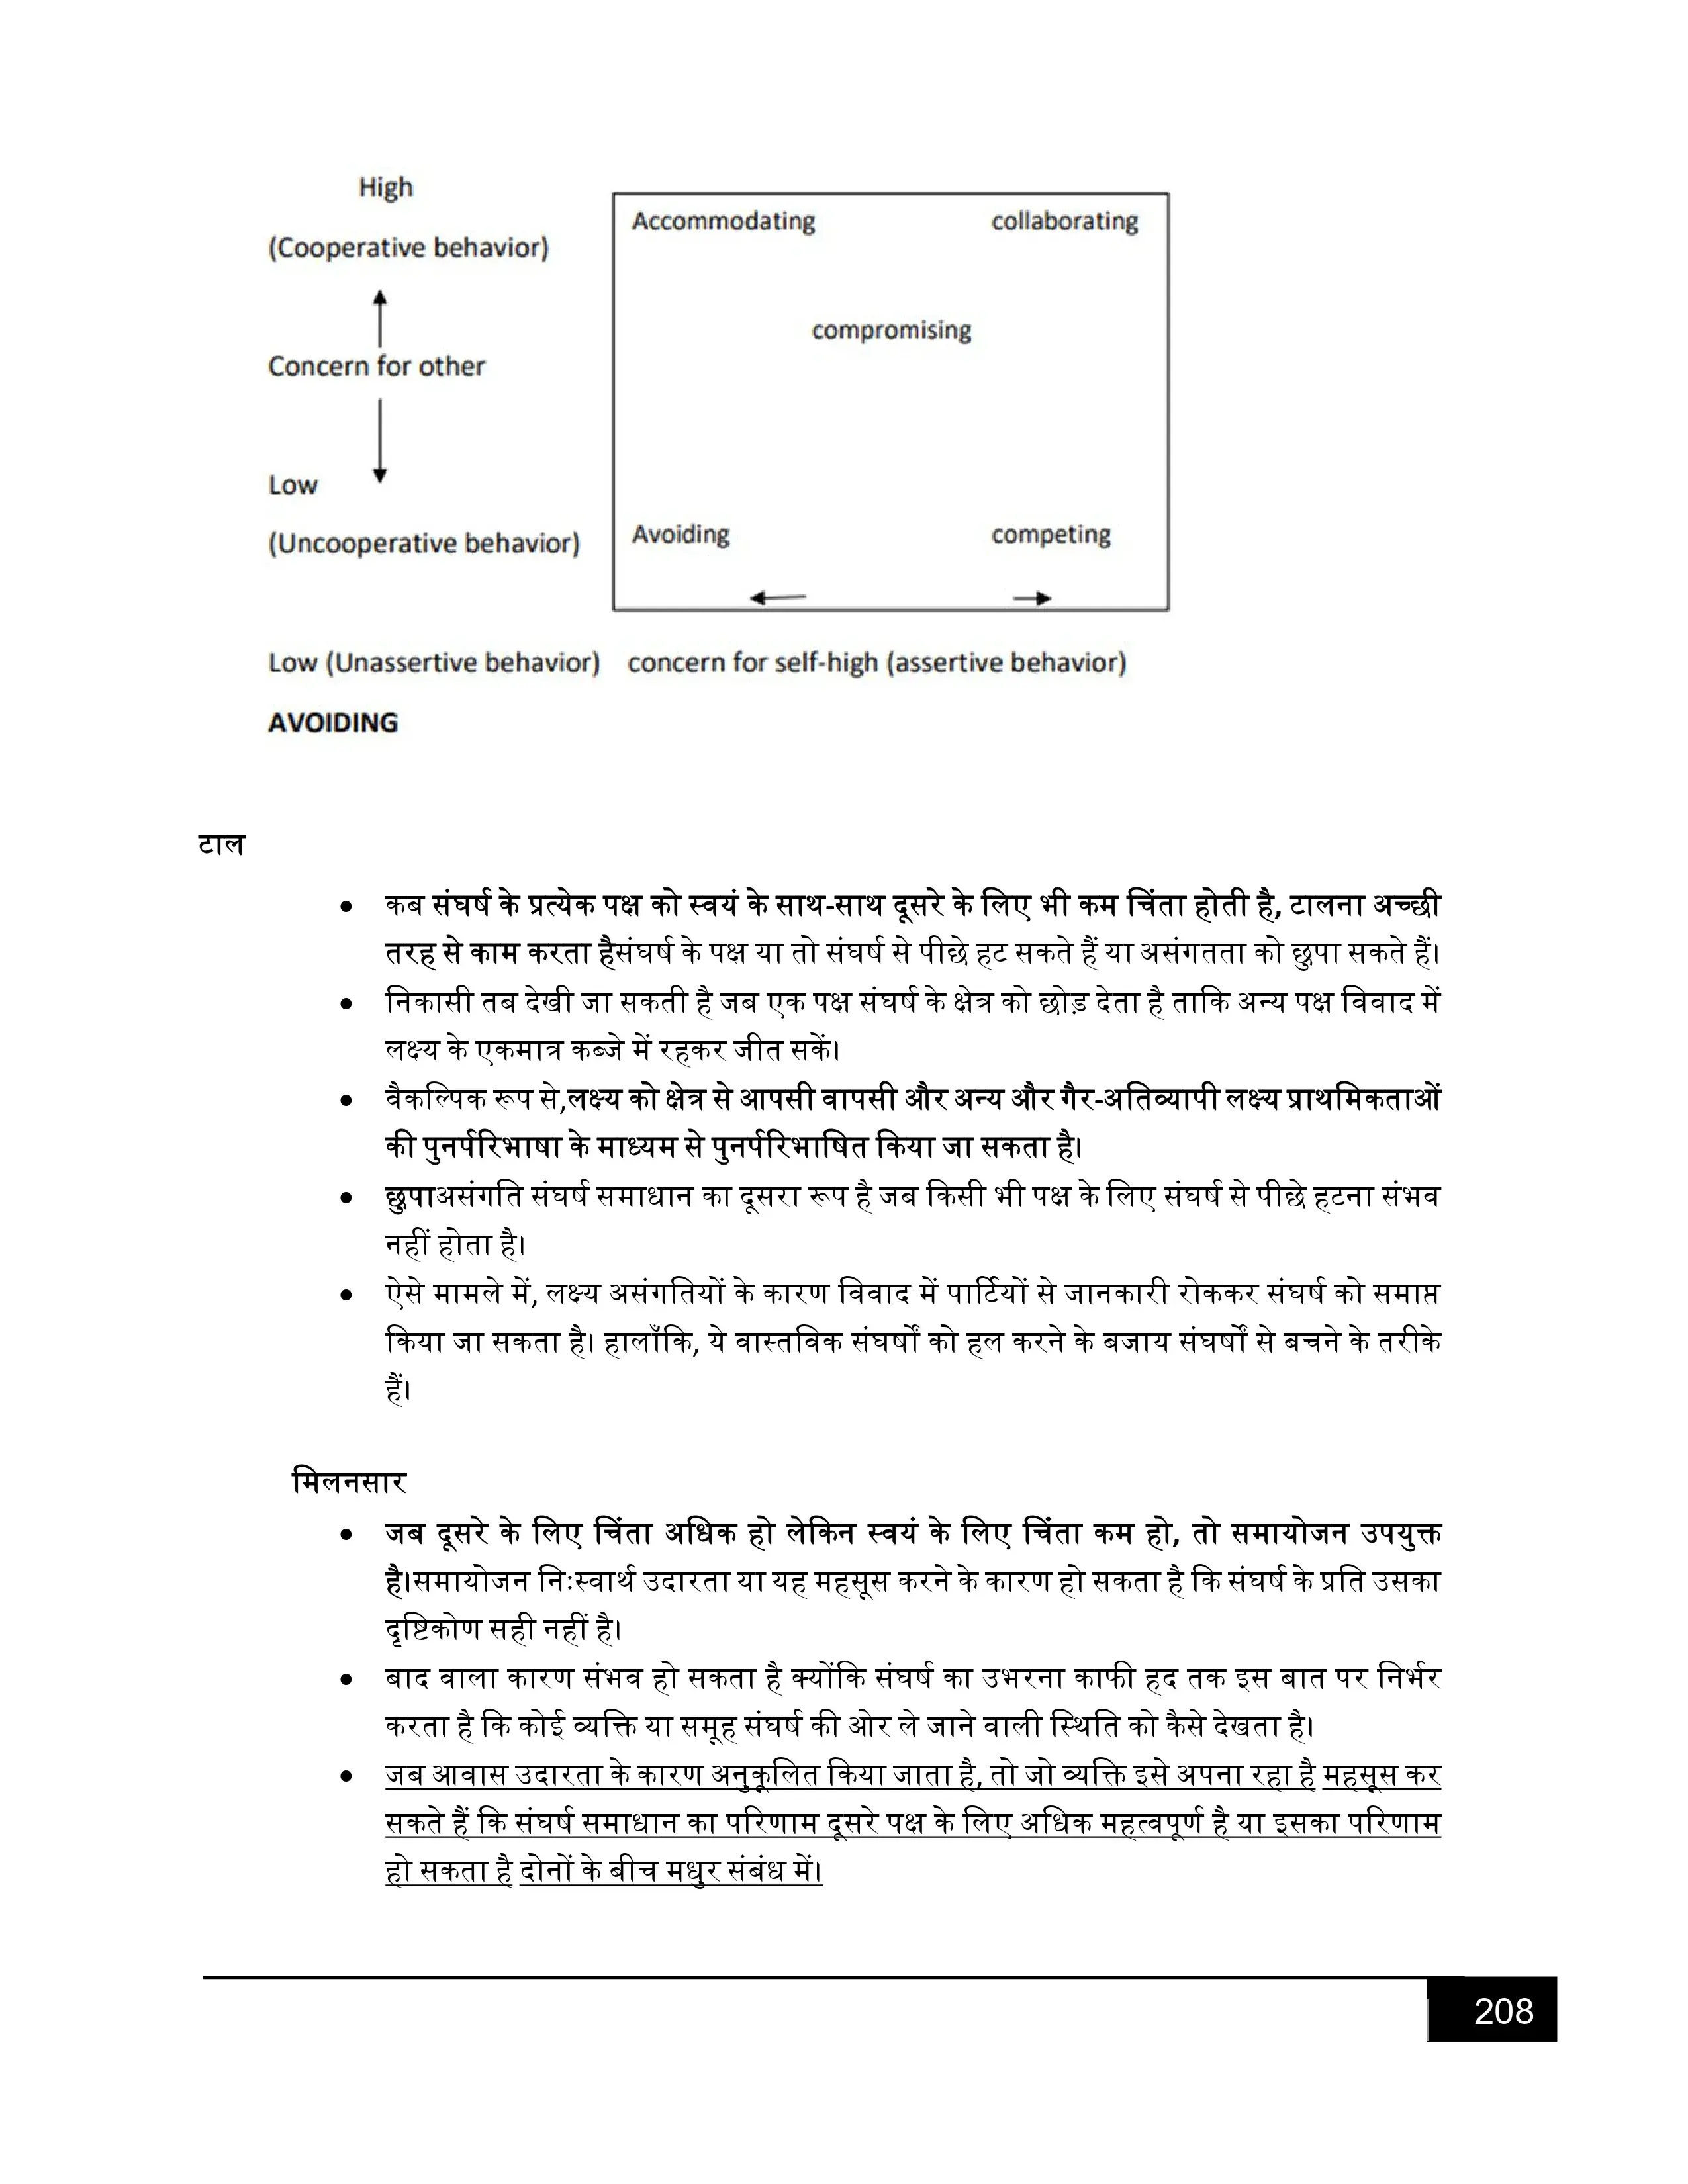 High
(Cooperative behavior)
Accommodating collaborating
compromising
Concern for other
Low
(Uncooperative behavior)
Avoiding competing
Low (Unassertive behavior) concern for self-high (assertive behavior)
AVOIDING
टाल
• कब संघर्ष के प्रत्येक पक्ष को स्वयं के साथ-साथ दूसरे के लिए भी कम चिंता होती है, टालना अच्छी
तरह से काम करता हैसंघर्ष के पक्ष या तो संघर्ष से पीछे हट सकते हैं या असंगतता को छुपा सकते हैं।
• निकासी तब देखी जा सकती है जब एक पक्ष संघर्ष के क्षेत्र को छोड़ देता है ताकि अन्य पक्ष विवाद में
लक्ष्य के एकमात्र कब्जे में रहकर जीत सकें।
• वैकल्पिक रूप से,लक्ष्य को क्षेत्र से आपसी वापसी और अन्य और गैर-अतिव्यापी लक्ष्य प्राथमिकताओं
की पुनर्परिभाषा के माध्यम से पुनर्परिभाषित किया जा सकता है।
• छुपाअसंगति संघर्ष समाधान का दूसरा रूप है जब किसी भी पक्ष के लिए संघर्ष से पीछे हटना संभव
नहीं होता है।
• ऐसे मामले में, लक्ष्य असंगतियों के कारण विवाद में पार्टियों से जानकारी रोककर संघर्ष को समाप्त
किया जा सकता है। हालाँकि, ये वास्तविक संघर्षों को हल करने के बजाय संघर्षों से बचने के तरीके
हैं।
मिलनसार
• जब दूसरे के लिए चिंता अधिक हो लेकिन स्वयं के लिए चिंता कम हो, तो समायोजन उपयुक्त
है।समायोजन निःस्वार्थ उदारता या यह महसूस करने के कारण हो सकता है कि संघर्ष के प्रति उसका
दृष्टिकोण सही नहीं है।
• बाद वाला कारण संभव हो सकता है क्योंकि संघर्ष का उभरना काफी हद तक इस बात पर निर्भर
करता है कि कोई व्यक्ति या समूह संघर्ष की ओर ले जाने वाली स्थिति को कैसे देखता है।
• जब आवास उदारता के कारण अनुकूलित किया जाता है, तो जो व्यक्ति इसे अपना रहा है महसूस कर
सकते हैं कि संघर्ष समाधान का परिणाम दूसरे पक्ष के लिए अधिक महत्वपूर्ण है या इसका परिणाम
हो सकता है दोनों के बीच मधुर संबंध में।
208